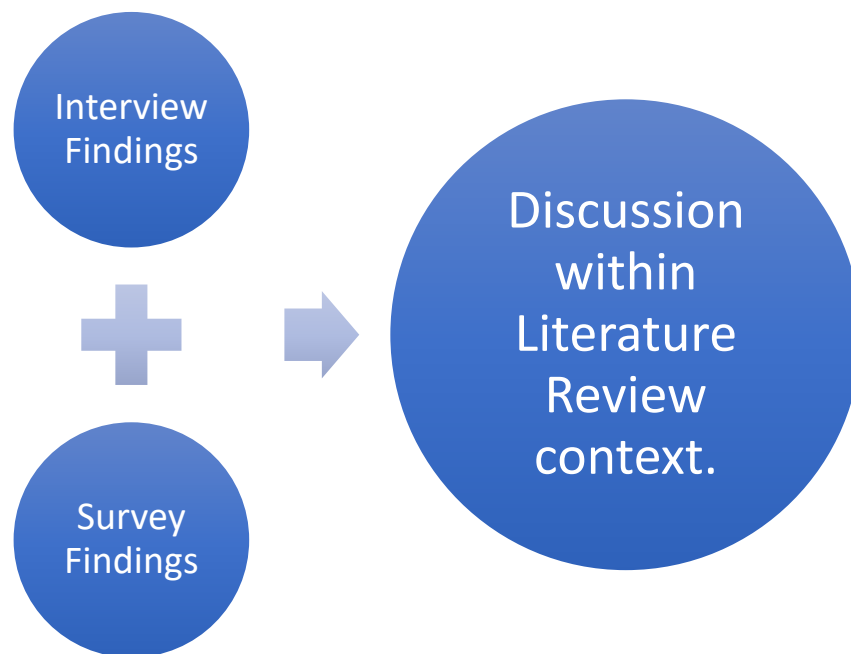 Interview
Findings
Survey
Findings
Discussion
within
Literature
Review
context.